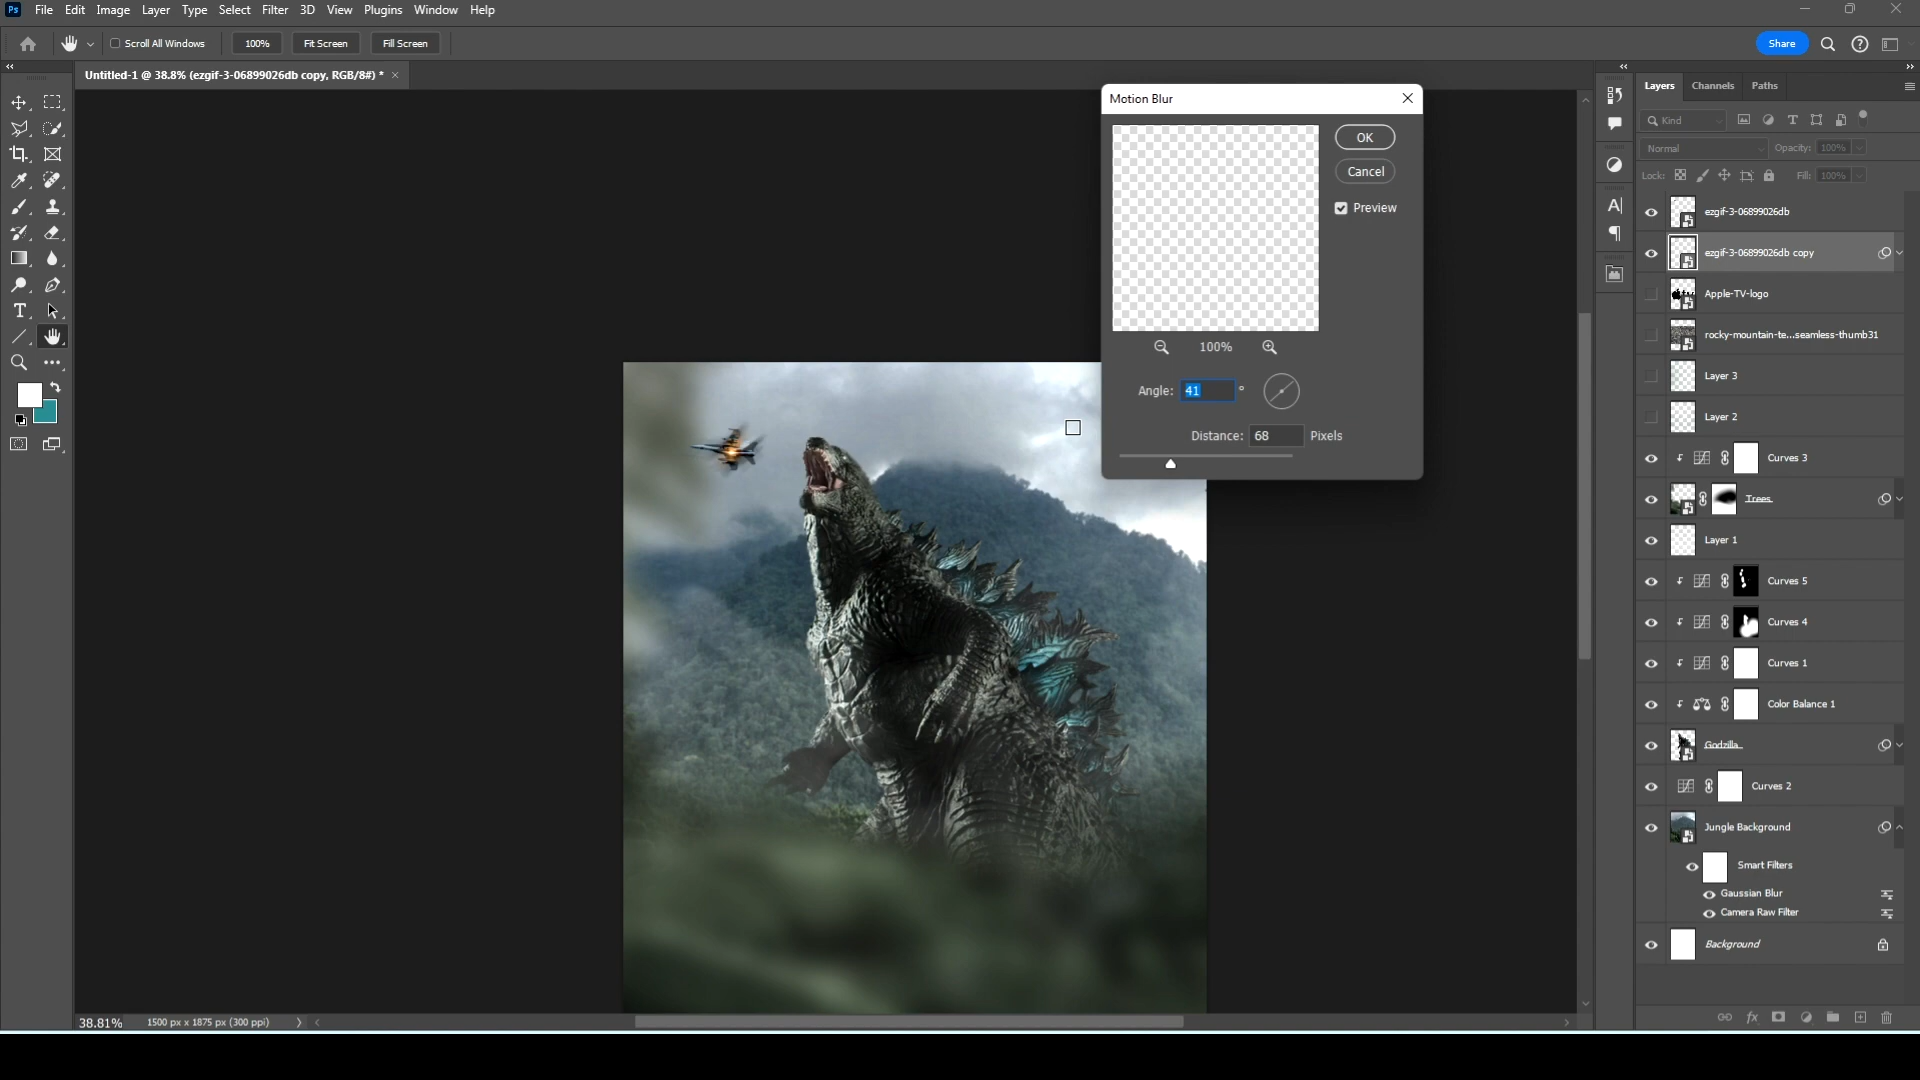 Ps File Edit Image Layer Type Select Filter 3D View Plugins Window Help
Scroll All Windows 100% Fit Screen Fill Screen Share
Untitled-1 @ 38.8% (ezgif-3-06899026db copy, RGB/8#) *
Motion Blur
OK
Cancel
Preview
100%
Angle: 41 °
Distance: 68 Pixels
Layers Channels Paths
Kind
Normal Opacity: 100%
Lock: Fill: 100%
ezgif-3-06899026db
ezgif-3-06899026db copy
Apple-TV-logo
rocky-mountain-te...seamless-thumb31
Layer 3
Layer 2
Curves 3
Trees
Layer 1
Curves 5
Curves 4
Curves 1
Color Balance 1
Godzilla
Curves 2
Jungle Background
Smart Filters
Gaussian Blur
Camera Raw Filter
Background
38.81% 1500 px x 1875 px (300 ppi)